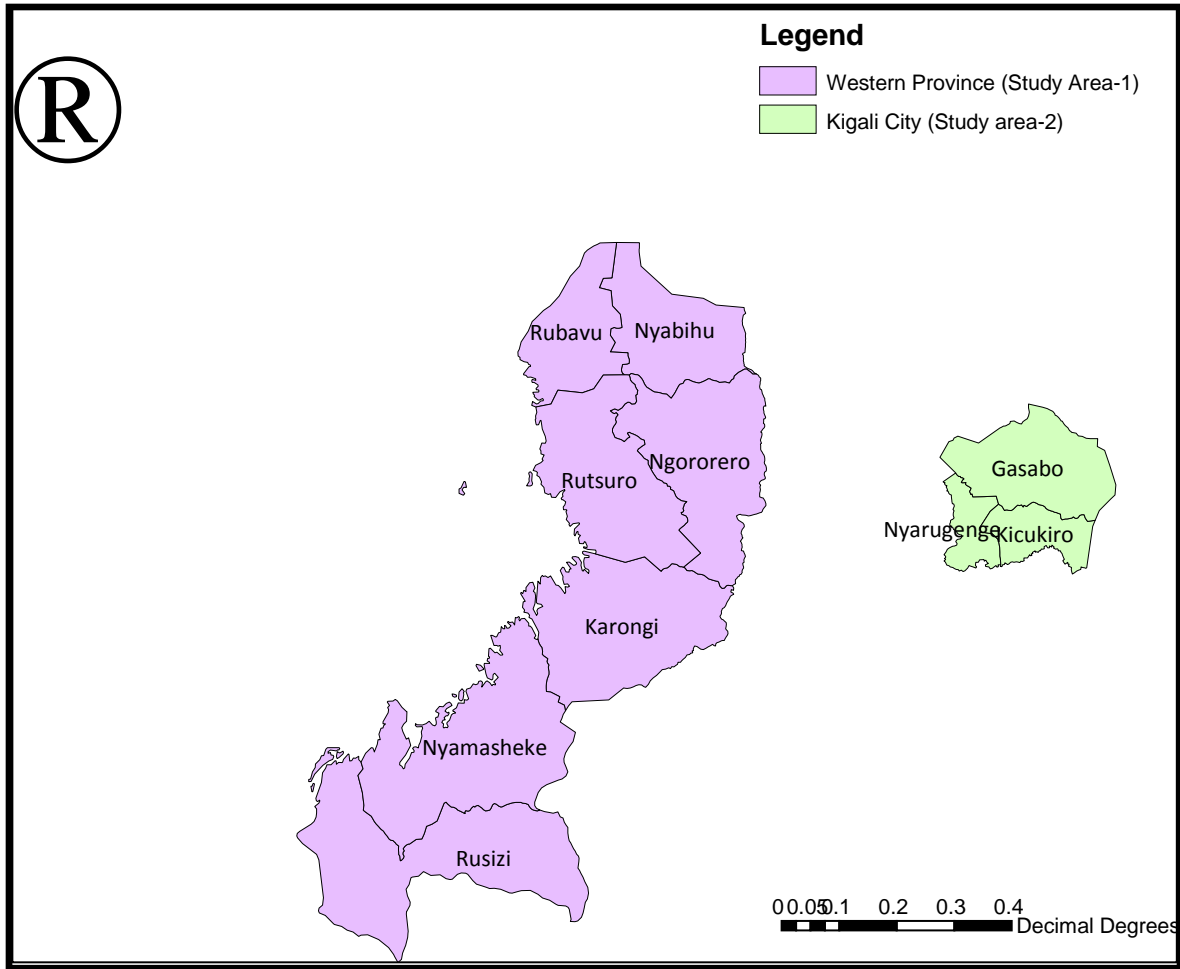 Legend
R
Western Province (Study Area-1)
Kigali City (Study area-2)
Rubavu
Nyabihu
Ngororero
Rutsuro
Gasabo
Nyarugenge
Kicukiro
Karongi
Nyamasheke
Rusizi
0 0.05 0.1 0.2 0.3 0.4
Decimal Degrees